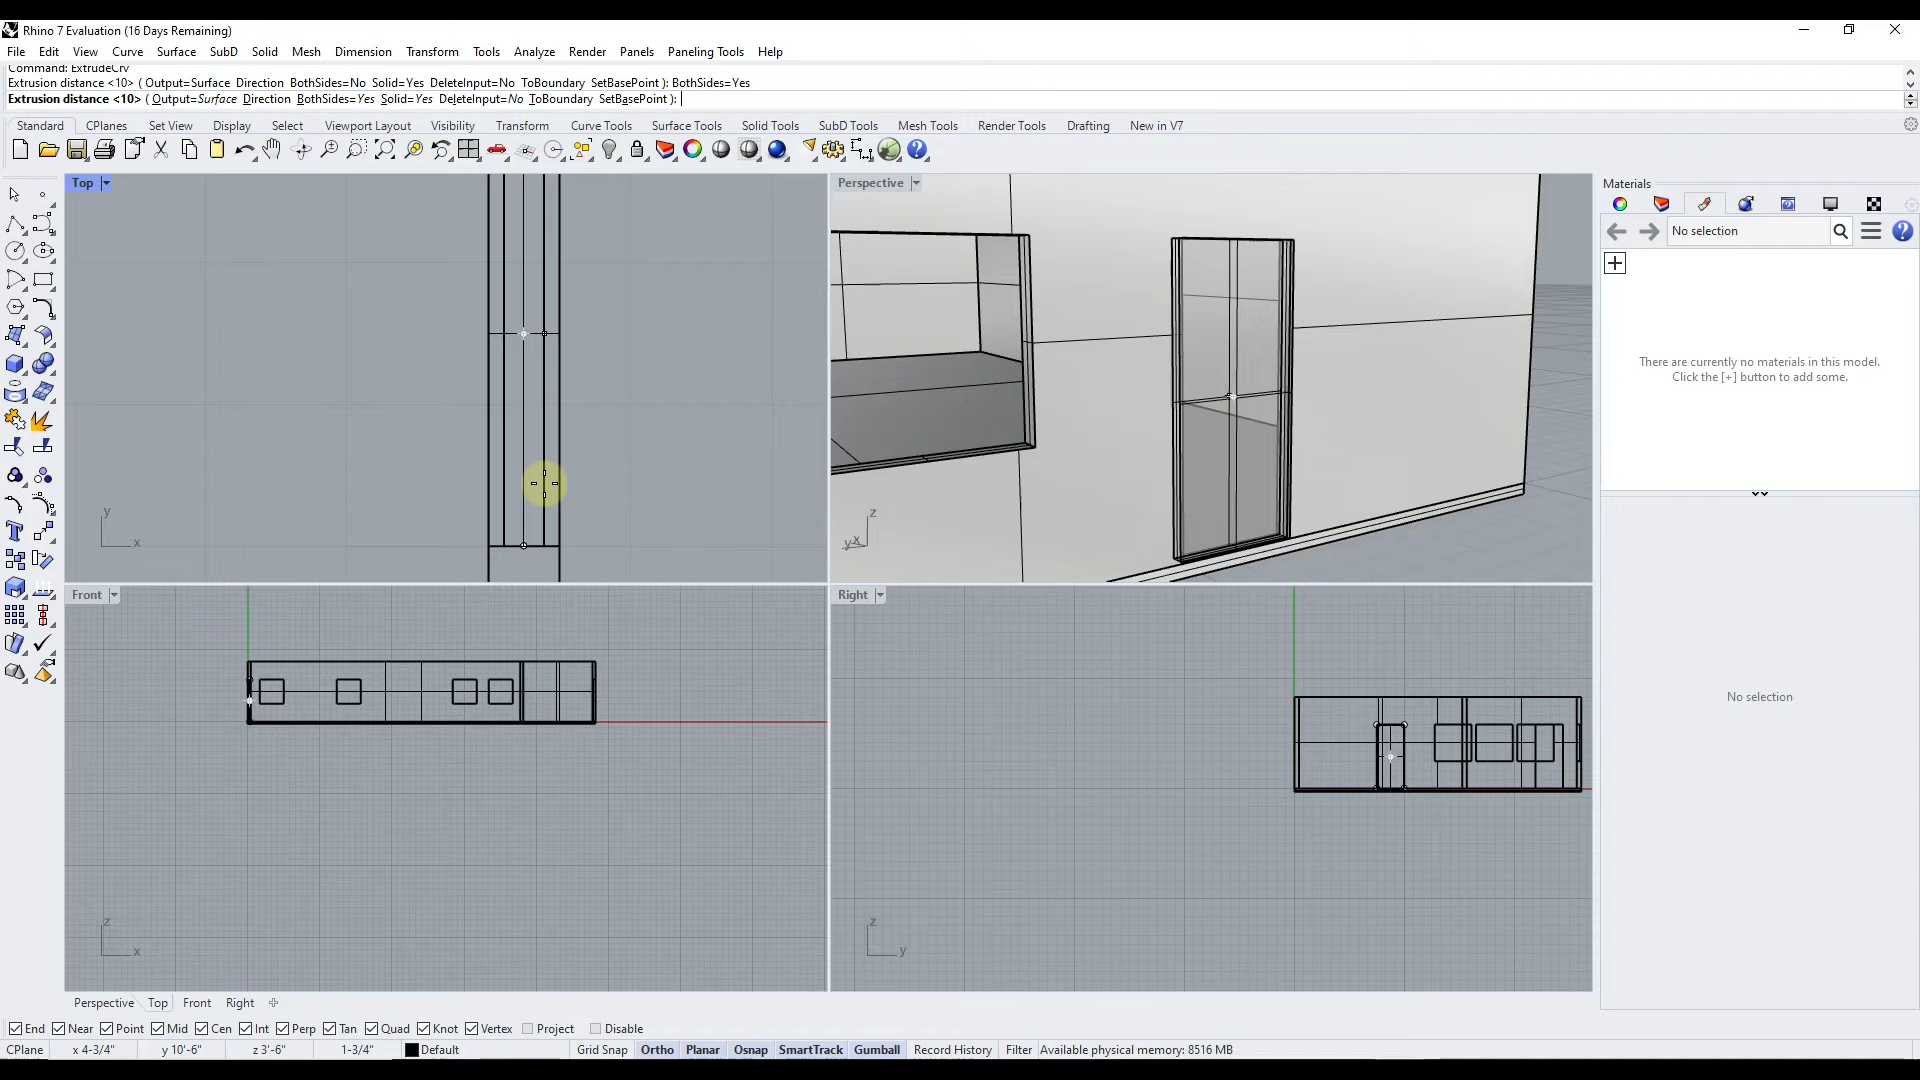 Rhino 7 Evaluation (16 Days Remaining)
File Edit View Curve Surface SubD Solid Mesh Dimension Transform Tools Analyze Render Panels Paneling Tools Help
Command: ExtrudeCrv
Extrusion distance <10> ( Output=Surface Direction BothSides=No Solid=Yes DeleteInput=No ToBoundary SetBasePoint ): BothSides=Yes
Extrusion distance <10> ( Output=Surface Direction BothSides=Yes Solid=Yes DeleteInput=No ToBoundary SetBasePoint ):
Standard CPlanes Set View Display Select Viewport Layout Visibility Transform Curve Tools Surface Tools Solid Tools SubD Tools Mesh Tools Render Tools Drafting New in V7
Top
Perspective
Materials
No selection
There are currently no materials in this model.
Click the [+] button to add some.
y
x
z
y x
Front
Right
No selection
z
x
z
y
Perspective Top Front Right
End Near Point Mid Cen Int Perp Tan Quad Knot Vertex Project Disable
CPlane x 4-3/4" y 10'-6" z 3'-6" 1-3/4" Default Grid Snap Ortho Planar Osnap SmartTrack Gumball Record History Filter Available physical memory: 8516 MB